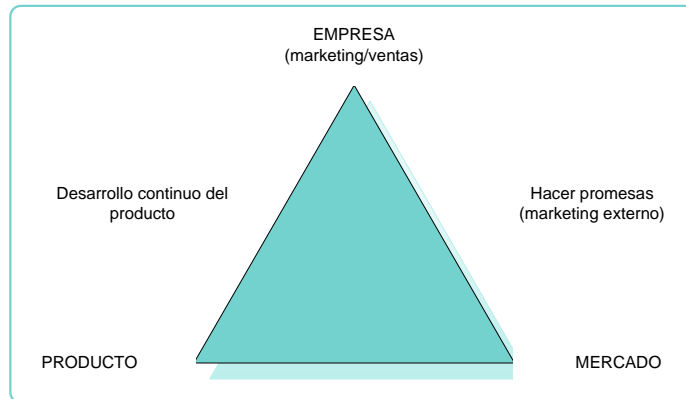 EMPRESA
(marketing/ventas)
Desarrollo continuo del
producto
Hacer promesas
(marketing externo)
PRODUCTO
MERCADO